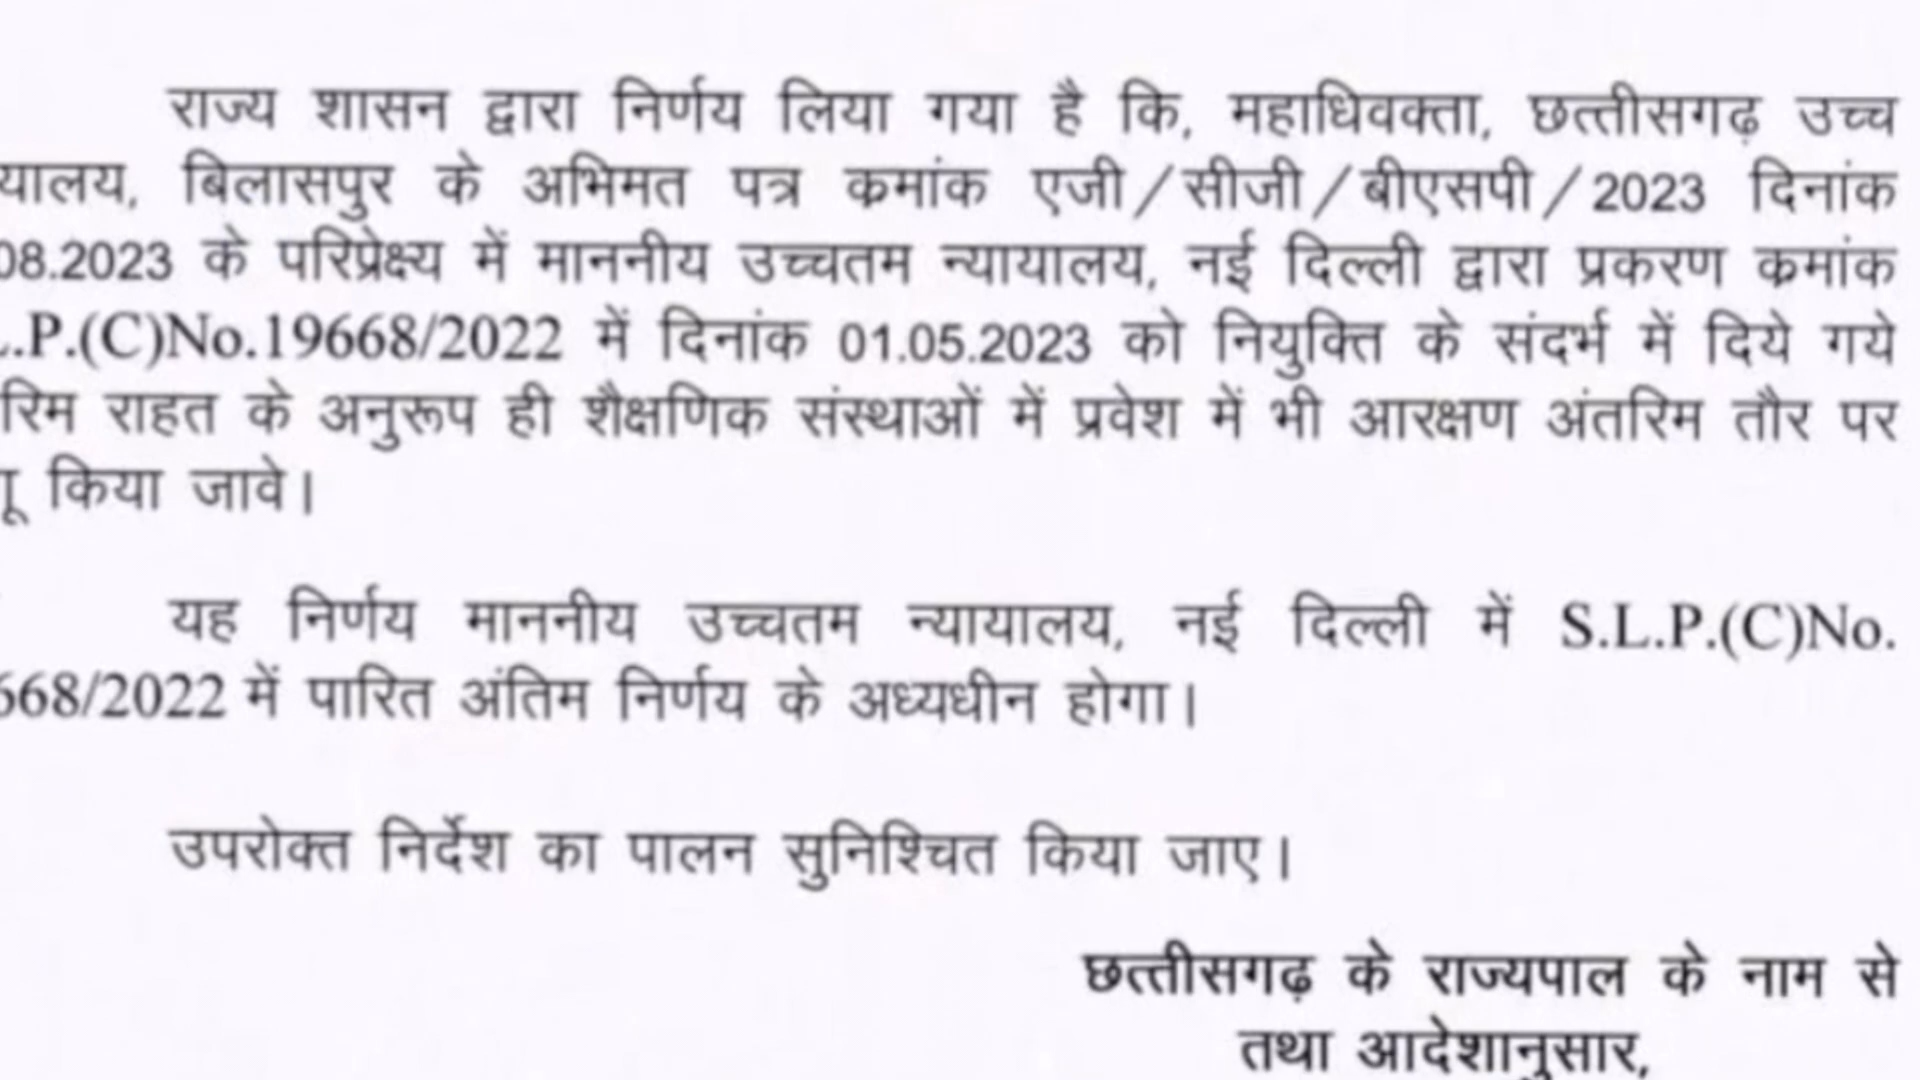 राज्य शासन द्वारा निर्णय लिया गया है कि, महाधिवक्ता, छत्तीसगढ़ उच्च
यालय, बिलासपुर के अभिमत पत्र क्रमांक एजी/सीजी/बीएसपी/2023 दिनांक
08.2023 के परिप्रेक्ष्य में माननीय उच्चतम न्यायालय, नई दिल्ली द्वारा प्रकरण क्रमांक
.P.(C)No.19668/2022 में दिनांक 01.05.2023 को नियुक्ति के संदर्भ में दिये गये
रिम राहत के अनुरूप ही शैक्षणिक संस्थाओं में प्रवेश में भी आरक्षण अंतरिम तौर पर
गू किया जावे।
यह निर्णय माननीय उच्चतम न्यायालय, नई दिल्ली में S.L.P.(C)No.
668/2022 में पारित अंतिम निर्णय के अध्यधीन होगा।
उपरोक्त निर्देश का पालन सुनिश्चित किया जाए।
छत्तीसगढ़ के राज्यपाल के नाम से
तथा आदेशानुसार,